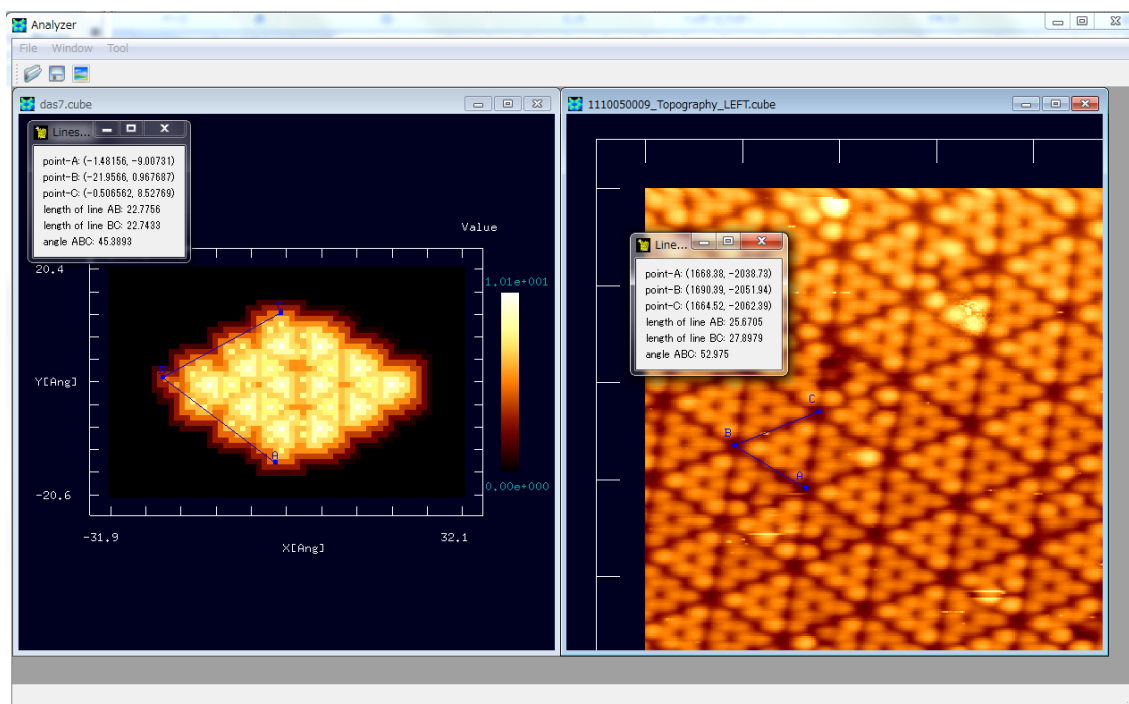 Analyzer
File Window Tool
das7.cube
Lines...
point-A: (-1.48156, -9.00731)
point-B: (-21.9566, 0.967687)
point-C: (-0.506562, 8.52769)
length of line AB: 22.7756
length of line BC: 22.7433
angle ABC: 45.3893
Value
20.4
1.01e+001
Y[Ang]
B
A
-20.6
0.00e+000
-31.9
32.1
X[Ang]
1110050009_Topography_LEFT.cube
Line...
point-A: (1668.38, -2038.73)
point-B: (1690.39, -2051.94)
point-C: (1664.52, -2062.39)
length of line AB: 25.6705
length of line BC: 27.8979
angle ABC: 52.975
C
B
A